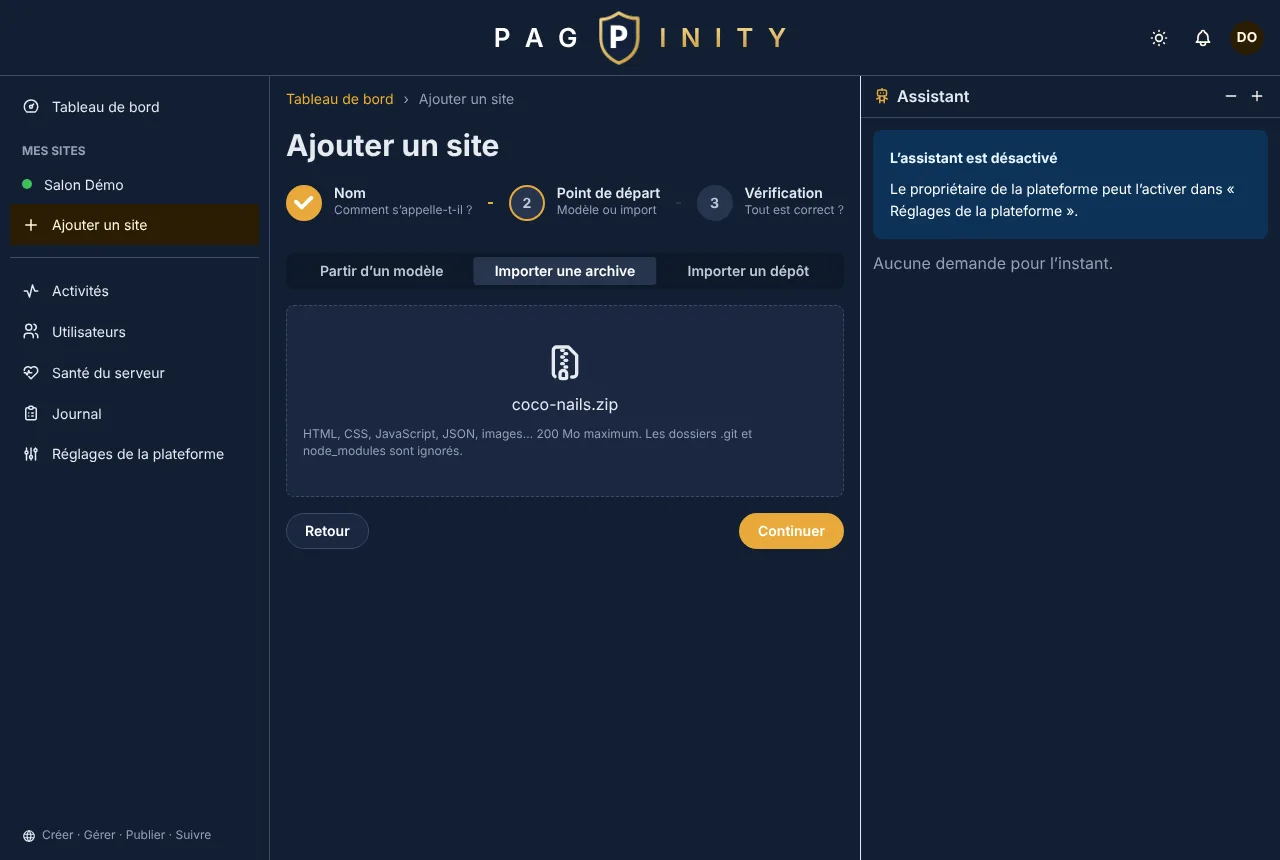 PAG P INITY
DO
Tableau de bord
MES SITES
Salon Démo
Ajouter un site
Activités
Utilisateurs
Santé du serveur
Journal
Réglages de la plateforme
Créer · Gérer · Publier · Suivre
Tableau de bord › Ajouter un site
Ajouter un site
Nom
Comment s’appelle-t-il ?
2
Point de départ
Modèle ou import
3
Vérification
Tout est correct ?
Partir d’un modèle
Importer une archive
Importer un dépôt
coco-nails.zip
HTML, CSS, JavaScript, JSON, images… 200 Mo maximum. Les dossiers .git et
node_modules sont ignorés.
Retour
Continuer
Assistant
L’assistant est désactivé
Le propriétaire de la plateforme peut l’activer dans «
Réglages de la plateforme ».
Aucune demande pour l’instant.